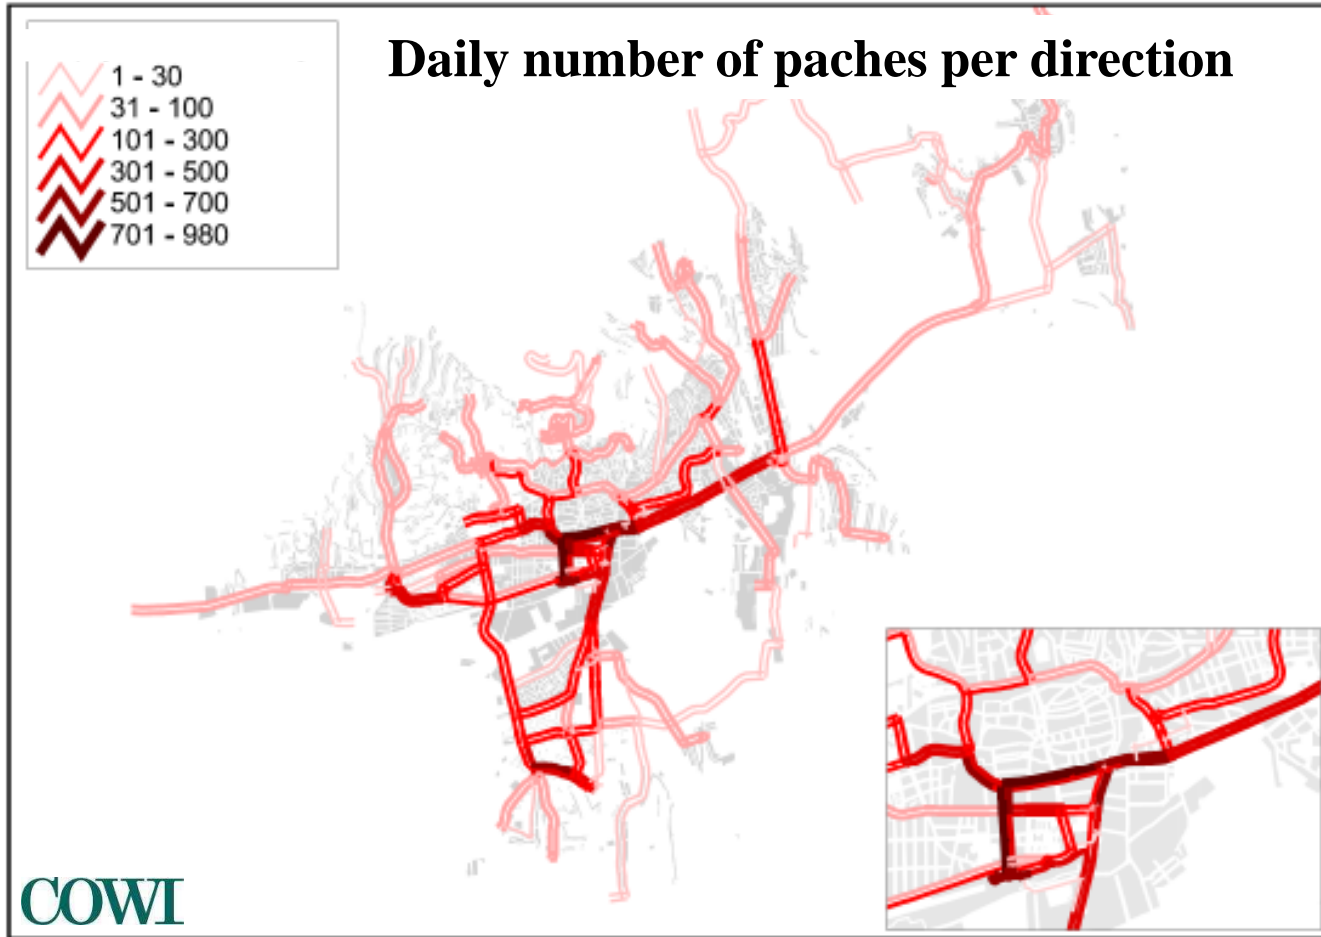 Daily number of paches per direction
1 - 30
31 - 100
101 - 300
301 - 500
501 - 700
701 - 980
COWI